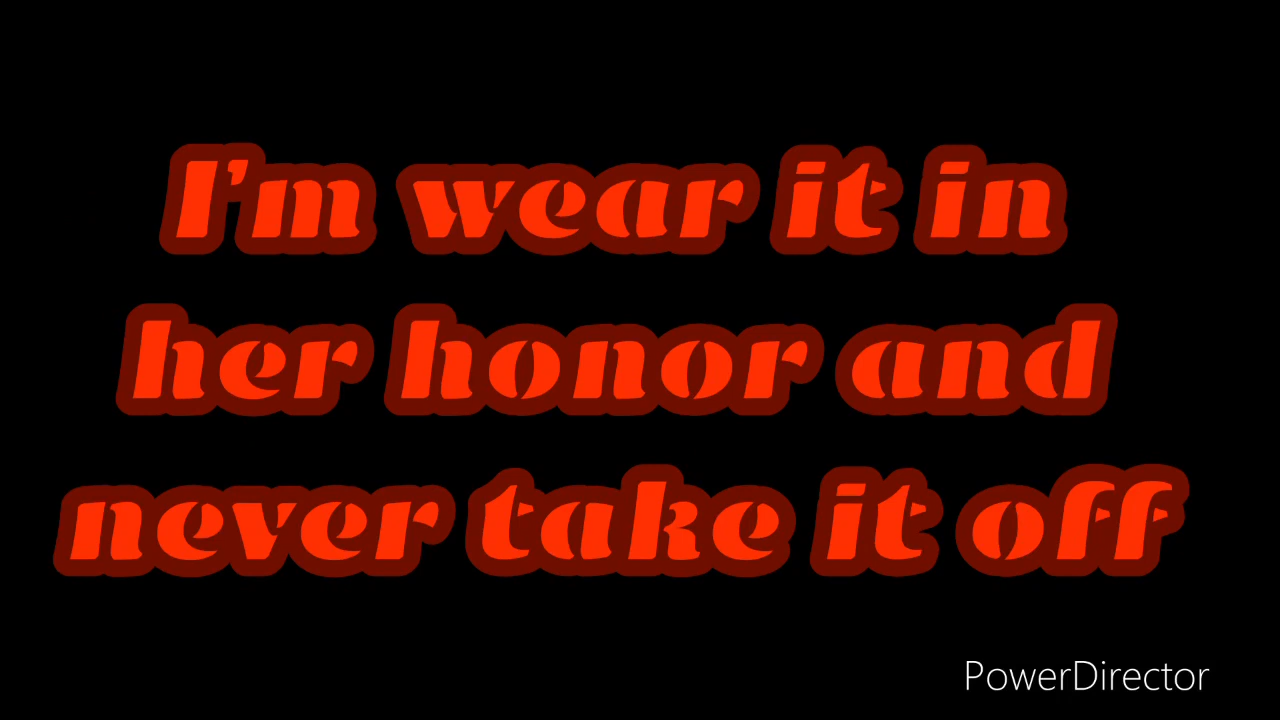 I'm wear it in
her honor and
never take it off
PowerDirector